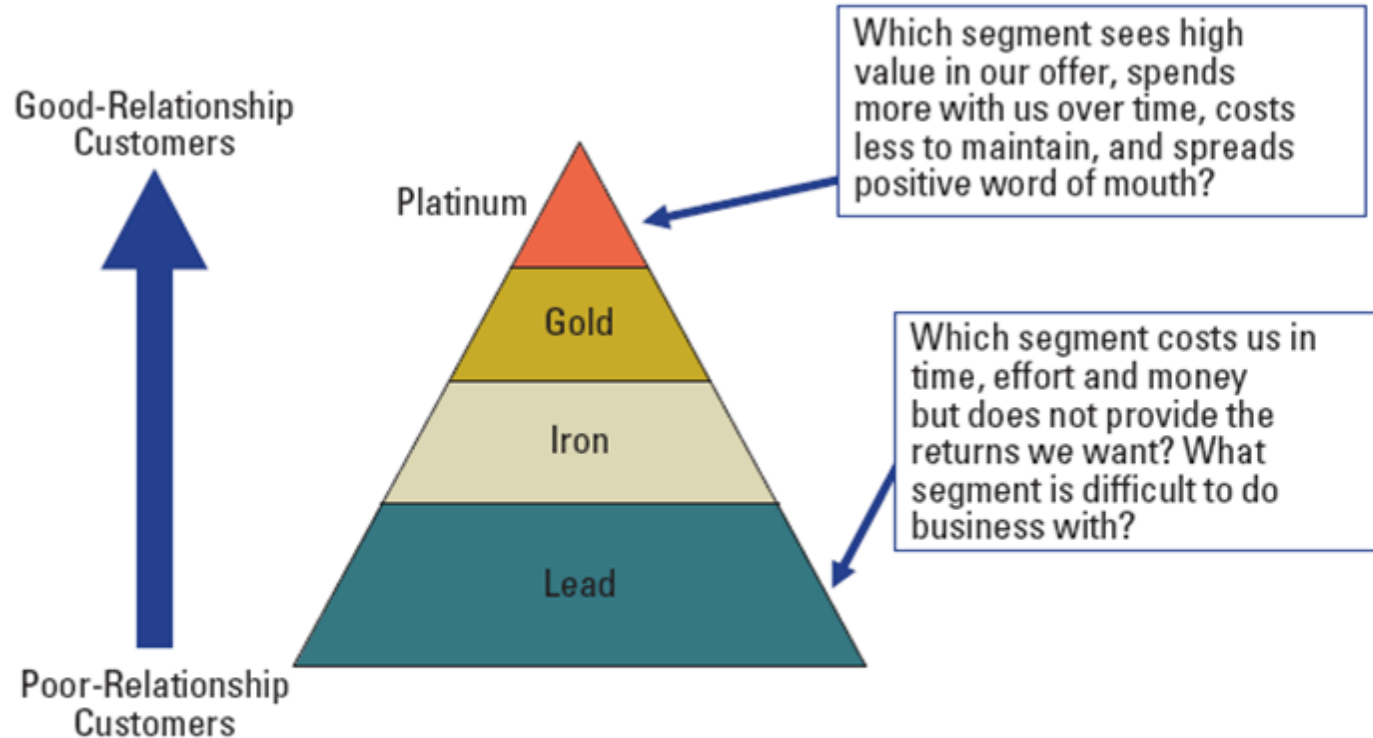 Good-Relationship
Customers
Platinum
Gold
Iron
Lead
Poor-Relationship
Customers
Which segment sees high
value in our offer, spends
more with us over time, costs
less to maintain, and spreads
positive word of mouth?
Which segment costs us in
time, effort and money
but does not provide the
returns we want? What
segment is difficult to do
business with?